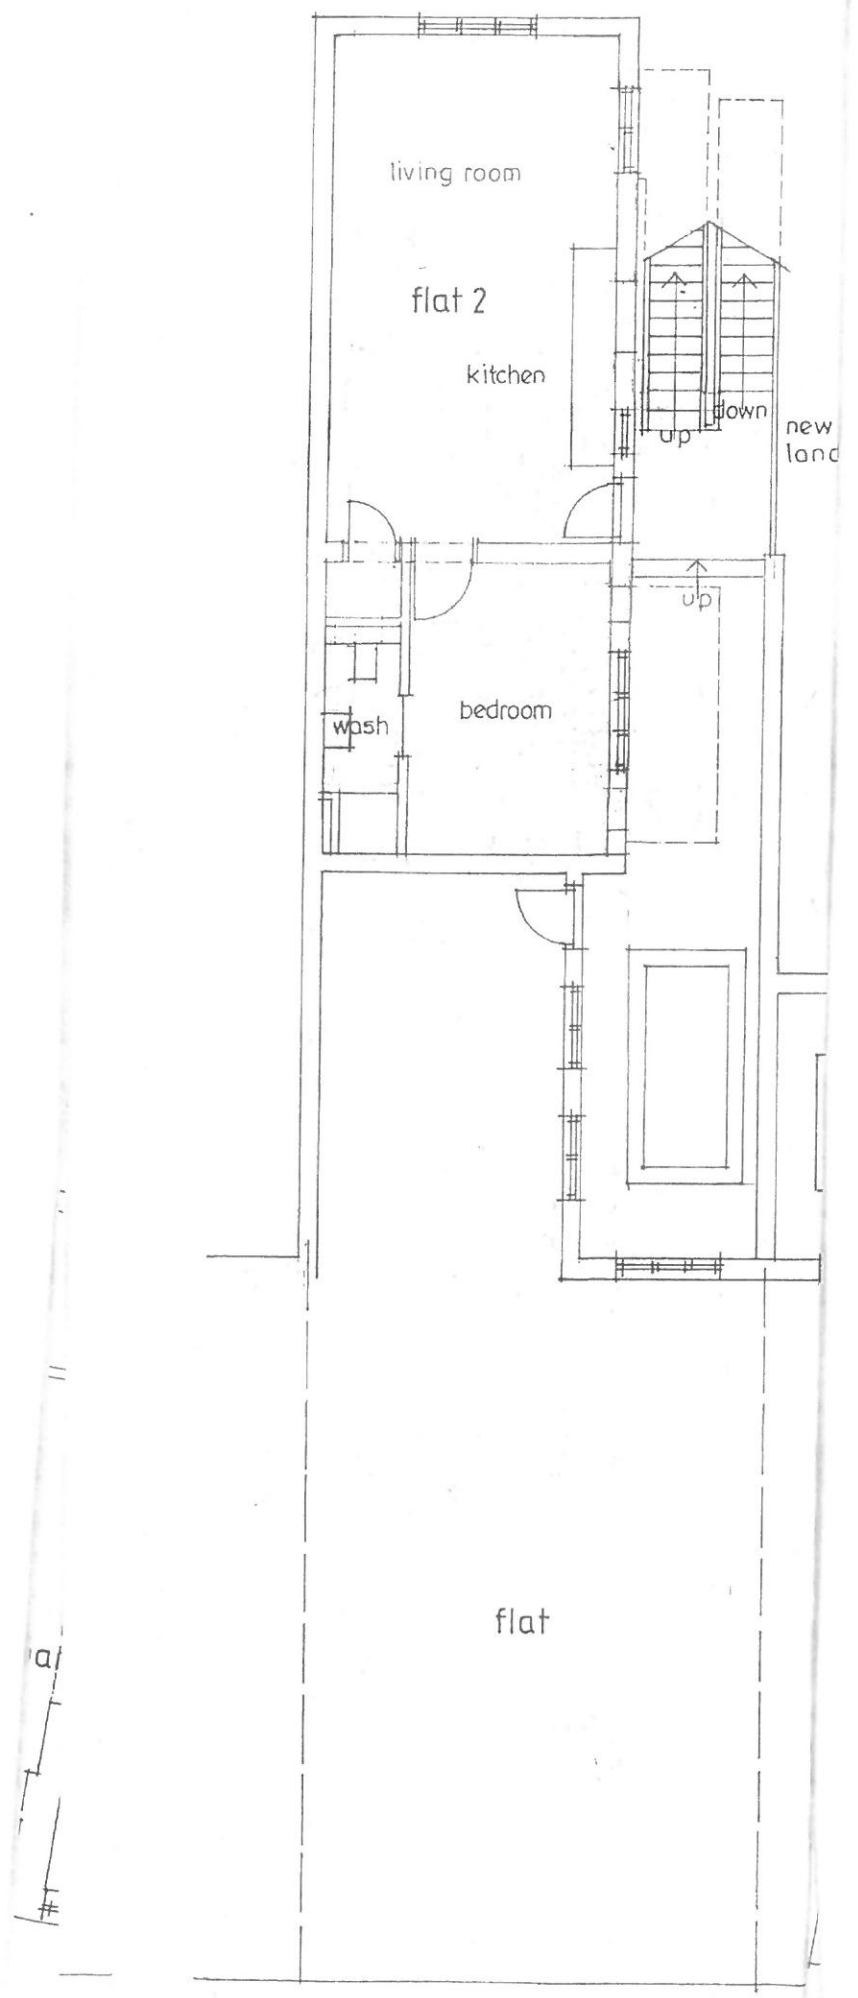 living room
flat 2
kitchen
down
up
new
land
up
bedroom
wash
flat